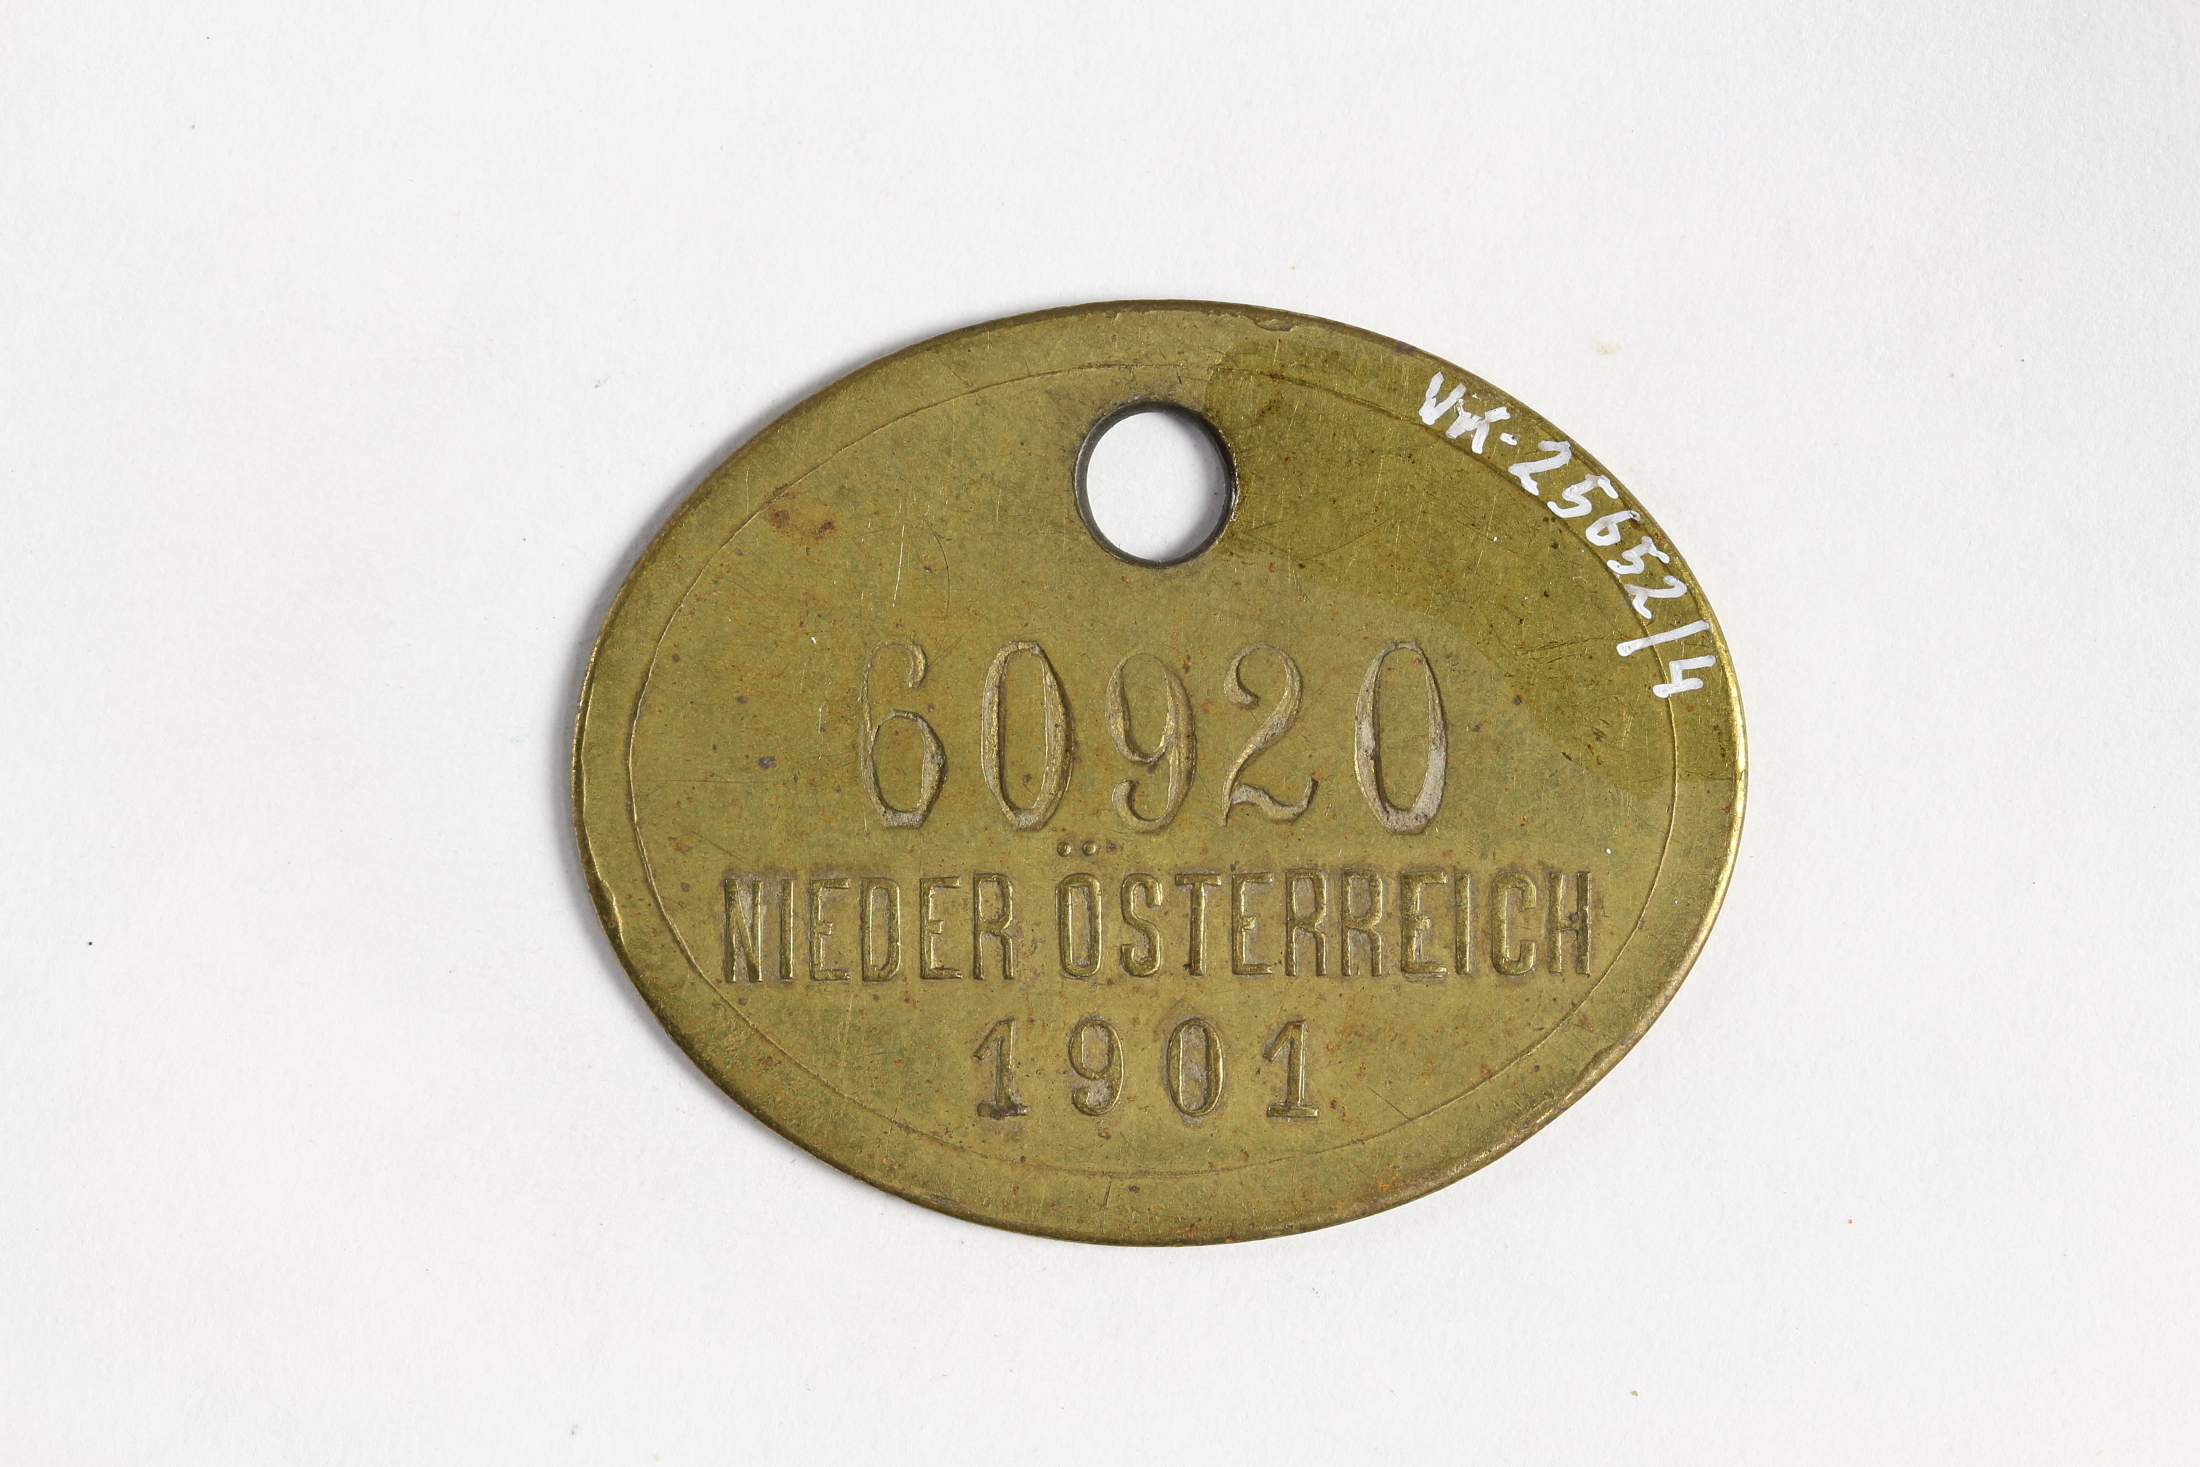 VK-25652/4
60920
NIEDER ÖSTERREICH
1901